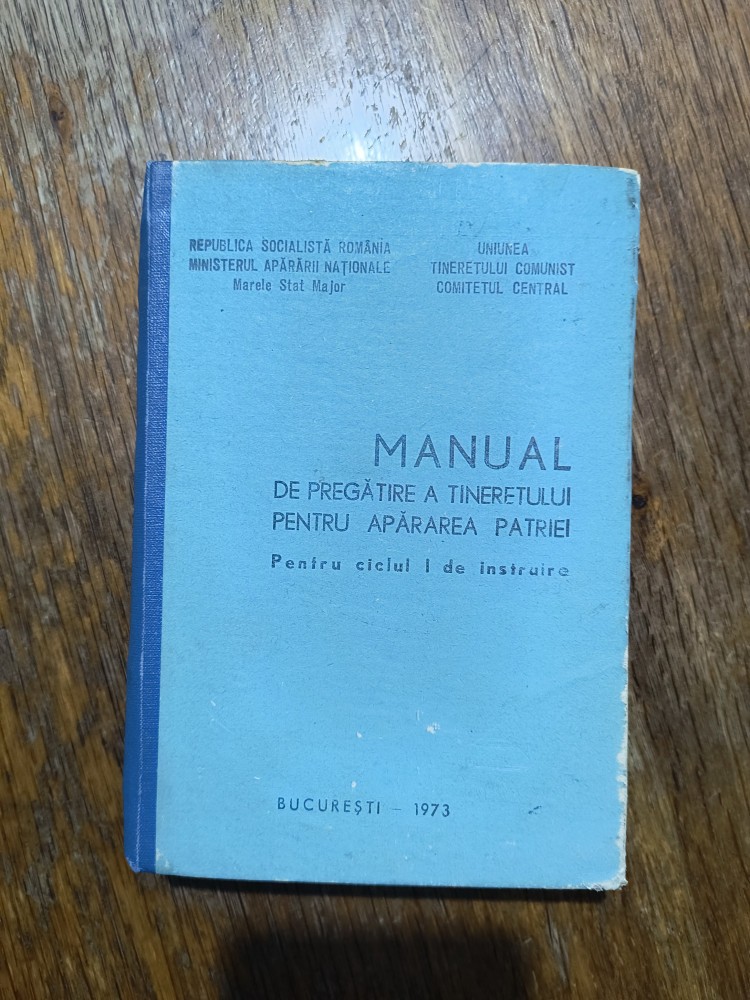 REPUBLICA SOCIALISTĂ ROMÂNIA
MINISTERUL APĂRĂRII NAȚIONALE
Marele Stat Major
UNIUNEA
TINERETULUI COMUNIST
COMITETUL CENTRAL
MANUAL
DE PREGĂTIRE A TINERETULUI
PENTRU APĂRAREA PATRIEI
Pentru ciclul I de instruire
BUCUREȘTI – 1973